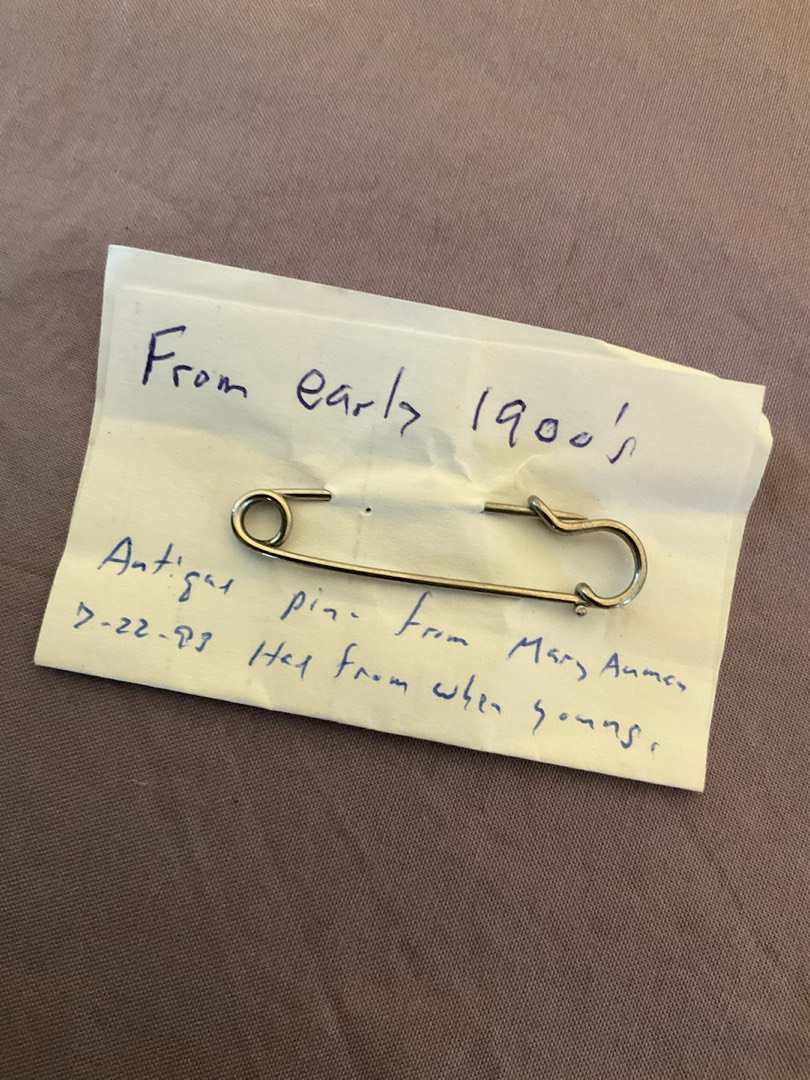 From early 1900's
Antique pin- from Mary Auman
7-22-93 Had from when young.